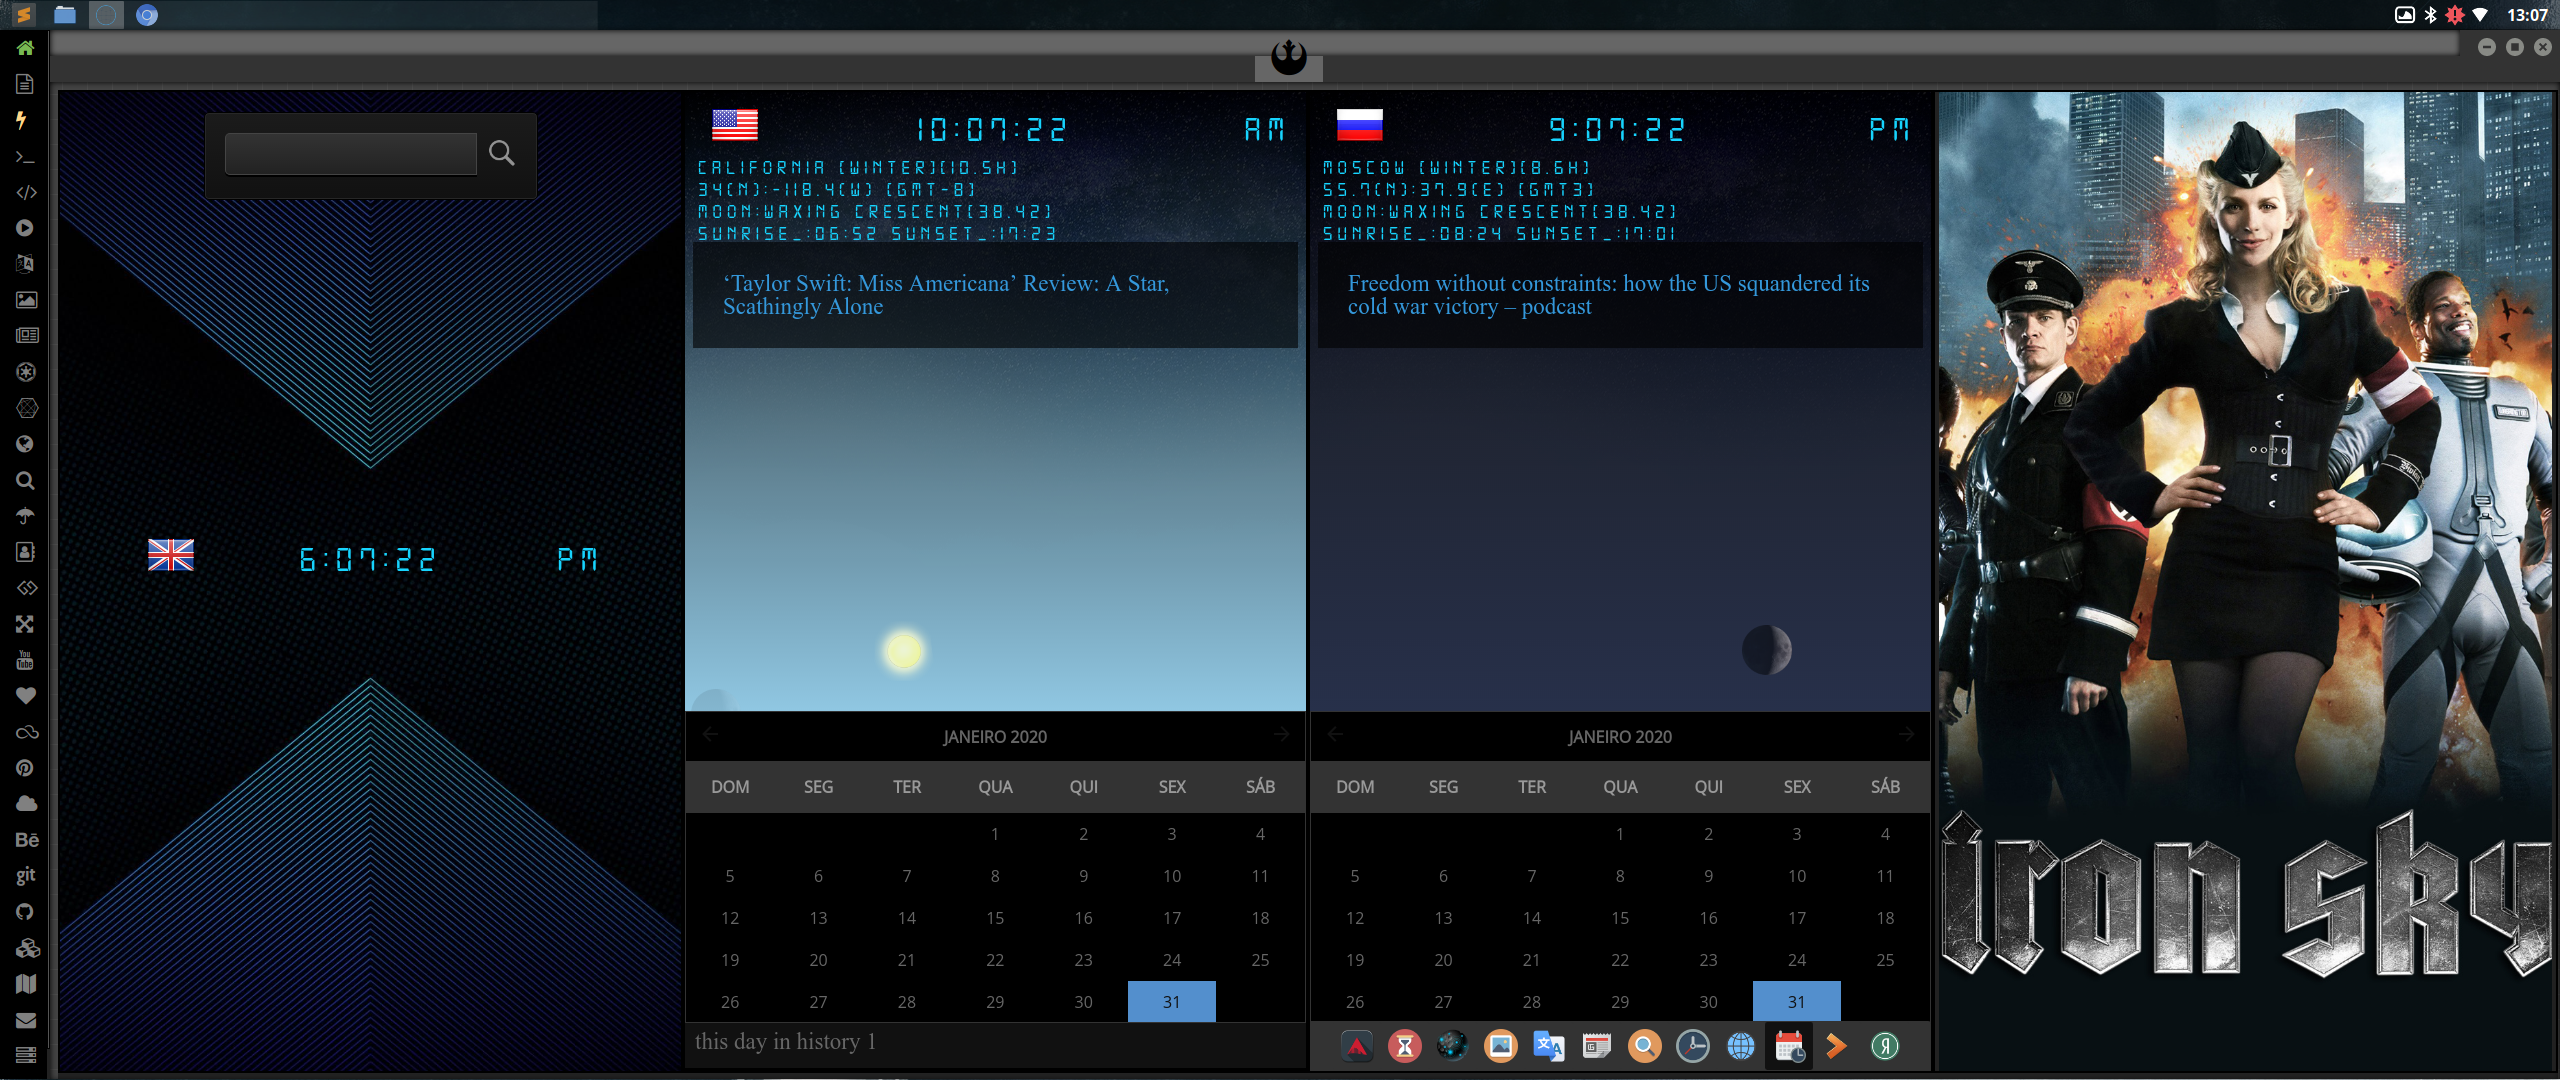 13:07
10:07:22 AM
CALIFORNIA [WINTER][10.5H]
34[N]:-118.4[W] [GMT-8]
MOON:WAXING CRESCENT[38.42]
SUNRISE_:06:52 SUNSET_:17:23
‘Taylor Swift: Miss Americana’ Review: A Star,
Scathingly Alone
9:07:22 PM
MOSCOW [WINTER][8.6H]
55.7[N]:37.9[E] [GMT3]
MOON:WAXING CRESCENT[38.42]
SUNRISE_:08:24 SUNSET_:17:01
Freedom without constraints: how the US squandered its
cold war victory – podcast
6:07:22 PM
You
Tube
Bē
git
JANEIRO 2020
DOM SEG TER QUA QUI SEX SÁB
1 2 3 4
5 6 7 8 9 10 11
12 13 14 15 16 17 18
19 20 21 22 23 24 25
26 27 28 29 30 31
this day in history 1
JANEIRO 2020
DOM SEG TER QUA QUI SEX SÁB
1 2 3 4
5 6 7 8 9 10 11
12 13 14 15 16 17 18
19 20 21 22 23 24 25
26 27 28 29 30 31
Я
iron sky